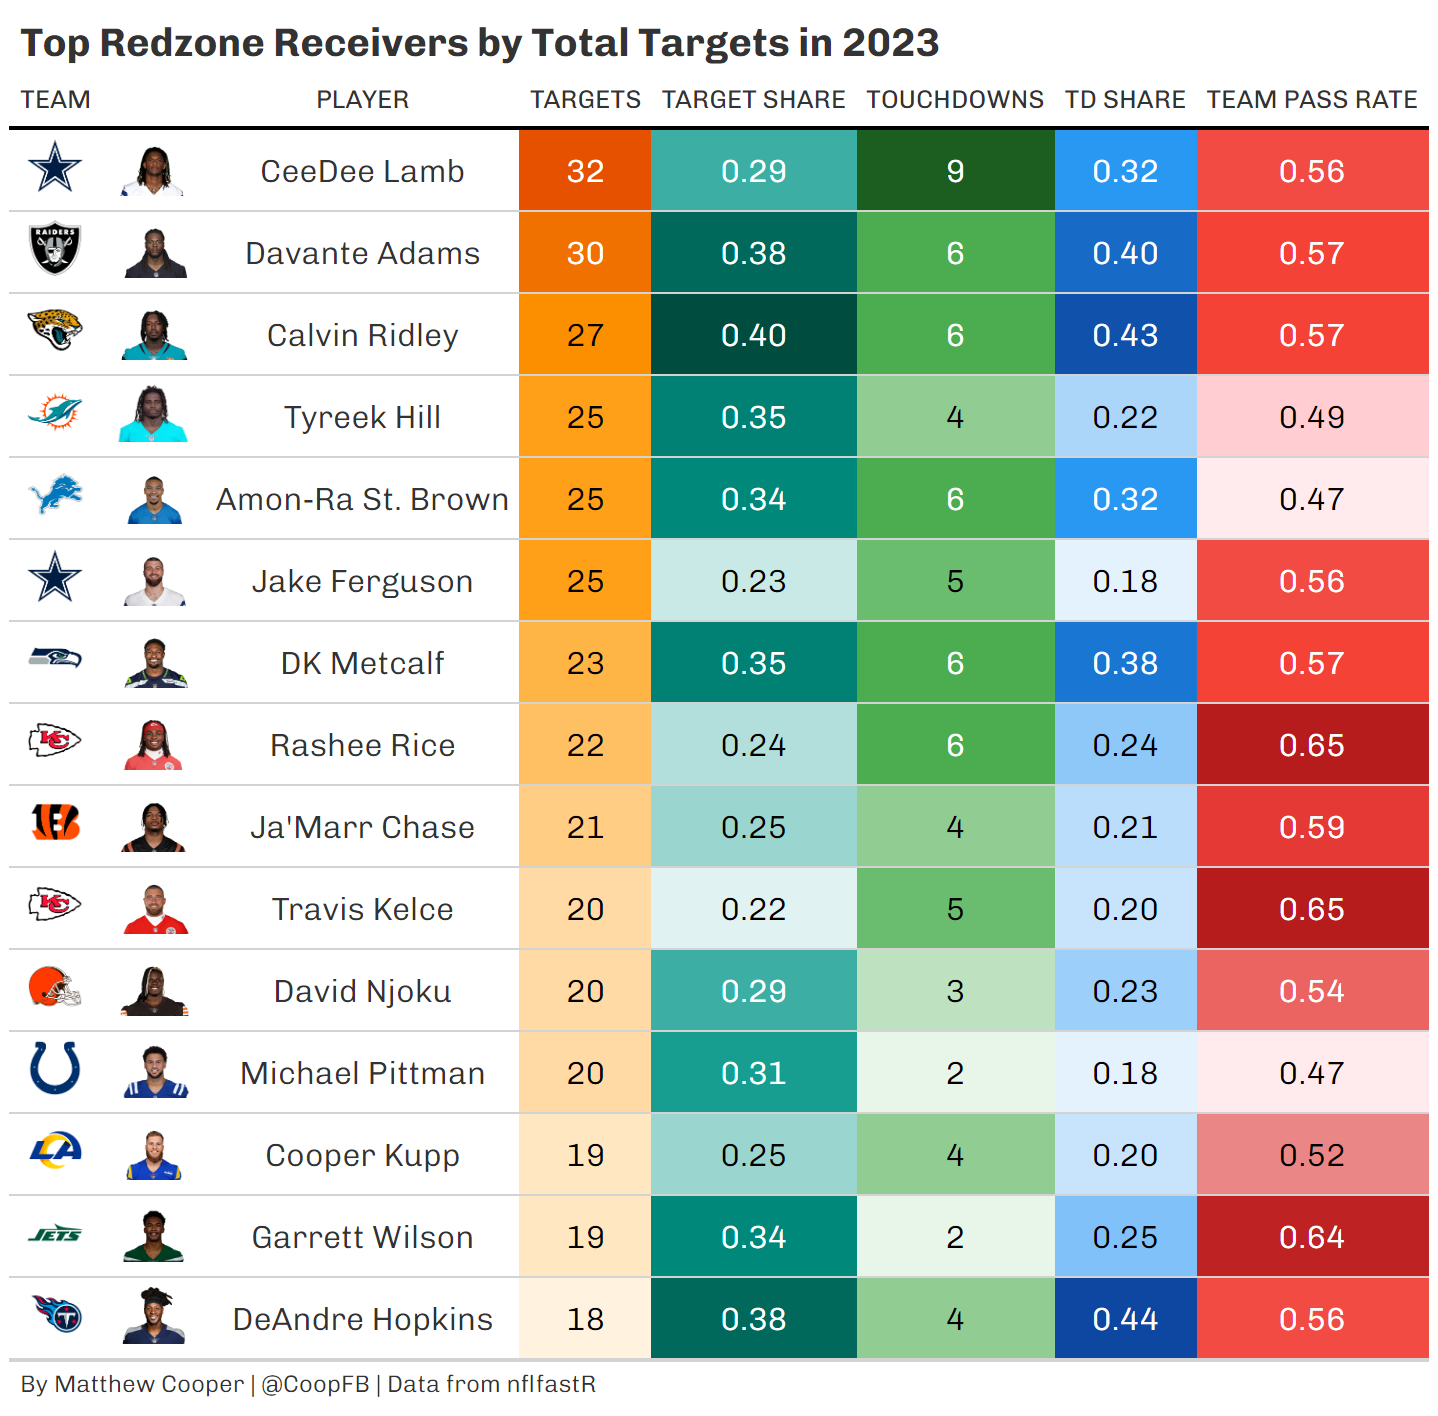 Top Redzone Receivers by Total Targets in 2023
TEAM PLAYER TARGETS TARGET SHARE TOUCHDOWNS TD SHARE TEAM PASS RATE
CeeDee Lamb 32 0.29 9 0.32 0.56
RAIDERS Davante Adams 30 0.38 6 0.40 0.57
Calvin Ridley 27 0.40 6 0.43 0.57
Tyreek Hill 25 0.35 4 0.22 0.49
Amon-Ra St. Brown 25 0.34 6 0.32 0.47
Jake Ferguson 25 0.23 5 0.18 0.56
DK Metcalf 23 0.35 6 0.38 0.57
KC Rashee Rice 22 0.24 6 0.24 0.65
B Ja'Marr Chase 21 0.25 4 0.21 0.59
KC Travis Kelce 20 0.22 5 0.20 0.65
David Njoku 20 0.29 3 0.23 0.54
Michael Pittman 20 0.31 2 0.18 0.47
LA Cooper Kupp 19 0.25 4 0.20 0.52
JETS Garrett Wilson 19 0.34 2 0.25 0.64
T DeAndre Hopkins 18 0.38 4 0.44 0.56
By Matthew Cooper | @CoopFB | Data from nflfastR